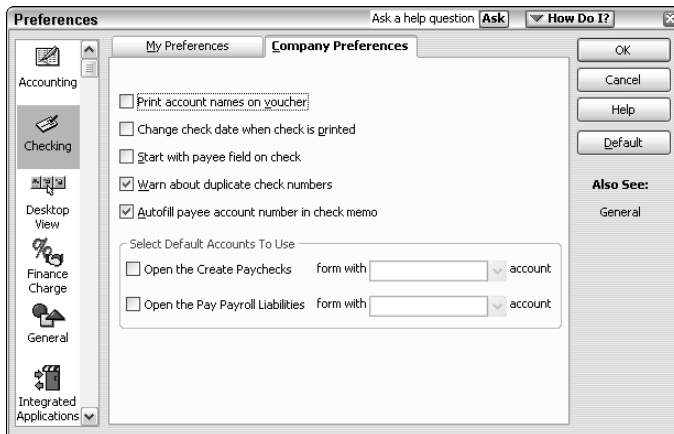 Preferences
Ask a help question Ask How Do I?
My Preferences Company Preferences
Accounting
Checking
Desktop
View
Finance
Charge
General
Integrated
Applications
Print account names on voucher
Change check date when check is printed
Start with payee field on check
Warn about duplicate check numbers
Autofill payee account number in check memo
Select Default Accounts To Use
Open the Create Paychecks form with account
Open the Pay Payroll Liabilities form with account
OK
Cancel
Help
Default
Also See:
General